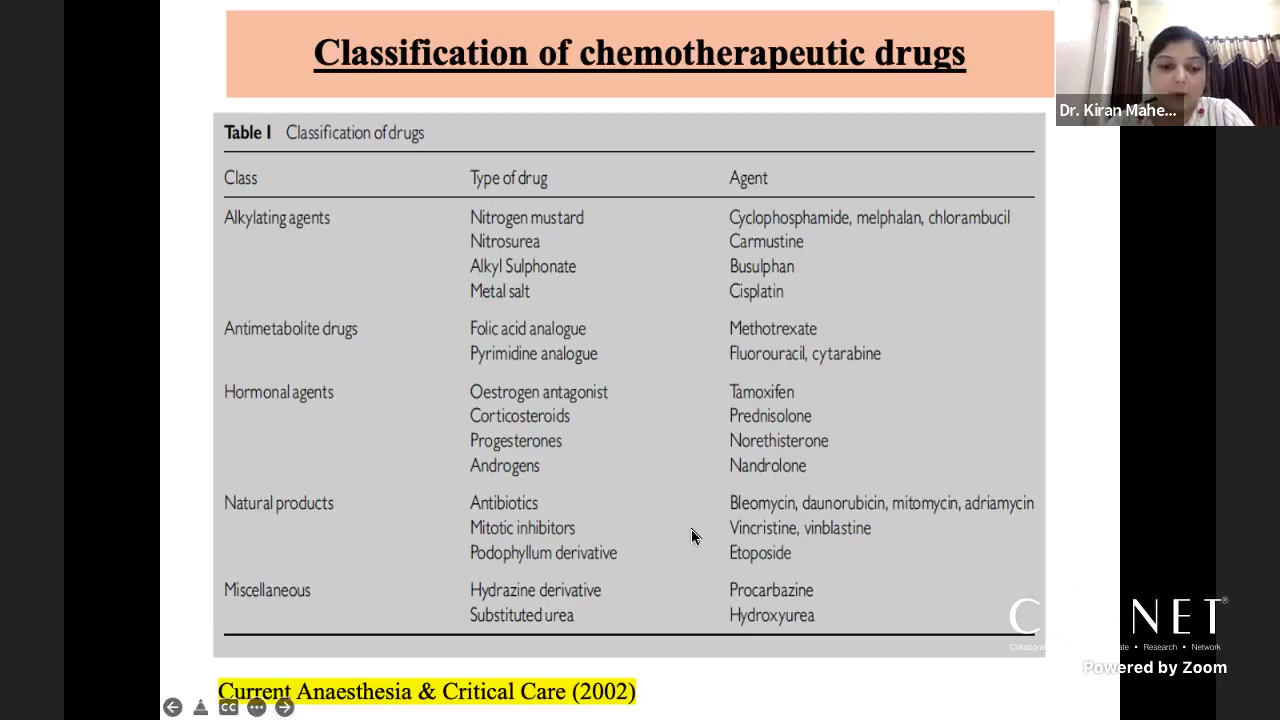 Classification of chemotherapeutic drugs
Dr. Kiran Mahe...
Table I Classification of drugs
Class Type of drug Agent
Alkylating agents Nitrogen mustard Cyclophosphamide, melphalan, chlorambucil
Nitrosurea Carmustine
Alkyl Sulphonate Busulphan
Metal salt Cisplatin
Antimetabolite drugs Folic acid analogue Methotrexate
Pyrimidine analogue Fluorouracil, cytarabine
Hormonal agents Oestrogen antagonist Tamoxifen
Corticosteroids Prednisolone
Progesterones Norethisterone
Androgens Nandrolone
Natural products Antibiotics Bleomycin, daunorubicin, mitomycin, adriamycin
Mitotic inhibitors Vincristine, vinblastine
Podophyllum derivative Etoposide
Miscellaneous Hydrazine derivative Procarbazine
Substituted urea Hydroxyurea
NET®
• Research • Network
Powered by Zoom
Current Anaesthesia & Critical Care (2002)
CC